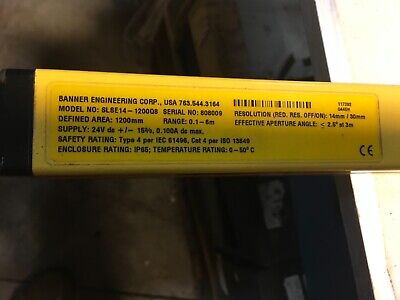 BANNER ENGINEERING CORP., USA 763.544.3164
MODEL NO: SLSE14-1200Q8 SERIAL NO: 808009
DEFINED AREA: 1200mm RANGE: 0.1-6m
SUPPLY: 24V dc +/- 15%, 0.100A dc max.
SAFETY RATING: Type 4 per IEC 61496, Cat 4 per ISO 13849
ENCLOSURE RATING: IP65; TEMPERATURE RATING: 0-50°C
RESOLUTION (RED. RES. OFF/ON): 14mm / 30mm
EFFECTIVE APERTURE ANGLE: < 2.5° at 3m
CE